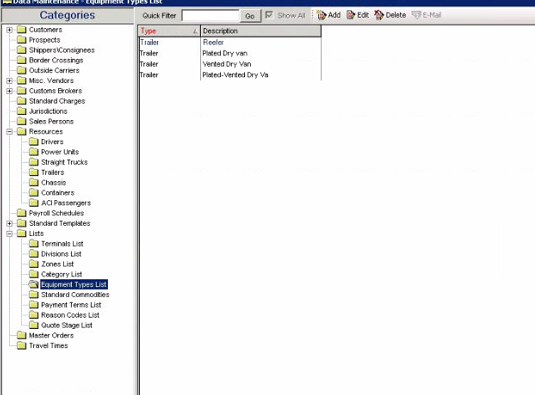 Data Maintenance - Equipment Types List
Categories
Quick Filter Go Show All Add Edit Delete E-Mail
Type Description
Trailer Reefer
Trailer Plated Dry van
Trailer Vented Dry Van
Trailer Plated-Vented Dry Va
Customers
Prospects
Shippers\Consignees
Border Crossings
Outside Carriers
Misc. Vendors
Customs Brokers
Standard Charges
Jurisdictions
Sales Persons
Resources
Drivers
Power Units
Straight Trucks
Trailers
Chassis
Containers
ACI Passengers
Payroll Schedules
Standard Templates
Lists
Terminals List
Divisions List
Zones List
Category List
Equipment Types List
Standard Commodities
Payment Terms List
Reason Codes List
Quote Stage List
Master Orders
Travel Times